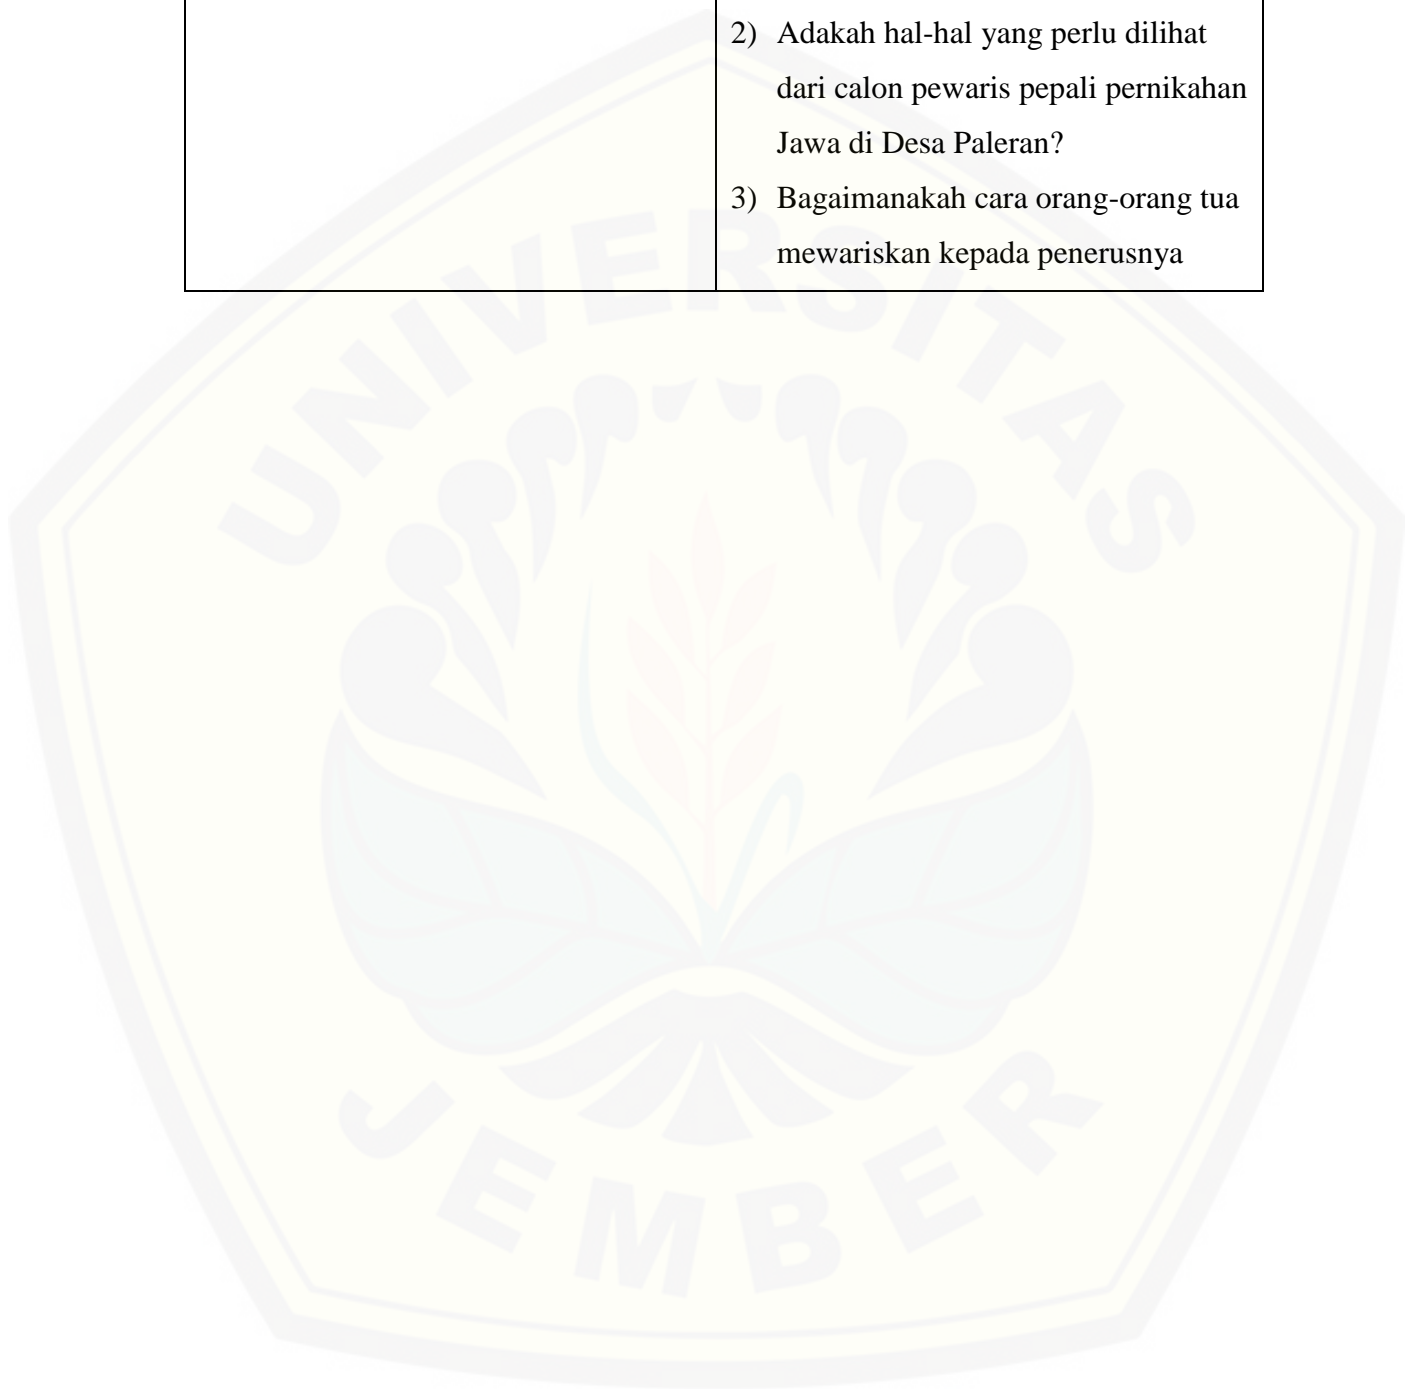 2) Adakah hal-hal yang perlu dilihat
dari calon pewaris pepali pernikahan
Jawa di Desa Paleran?
3) Bagaimanakah cara orang-orang tua
mewariskan kepada penerusnya
UNIVERSITAS
JEMBER